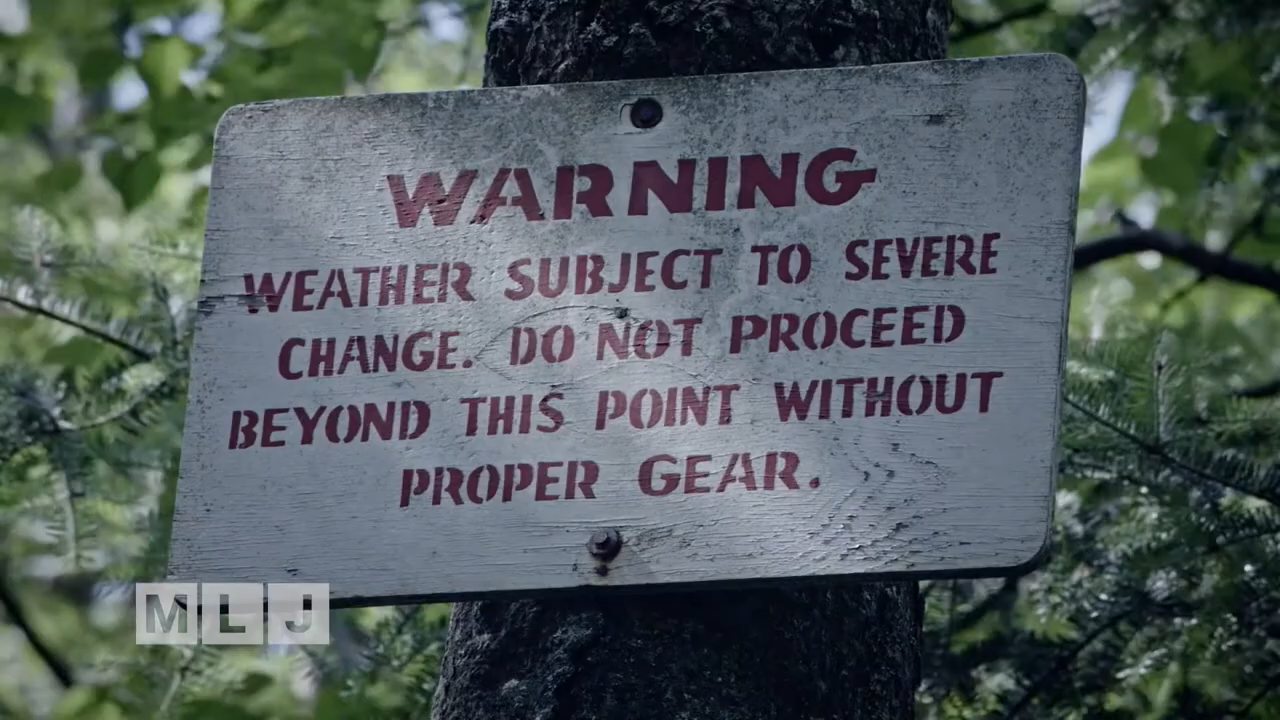 WARNING
WEATHER SUBJECT TO SEVERE
CHANGE. DO NOT PROCEED
BEYOND THIS POINT WITHOUT
PROPER GEAR.
MLJ